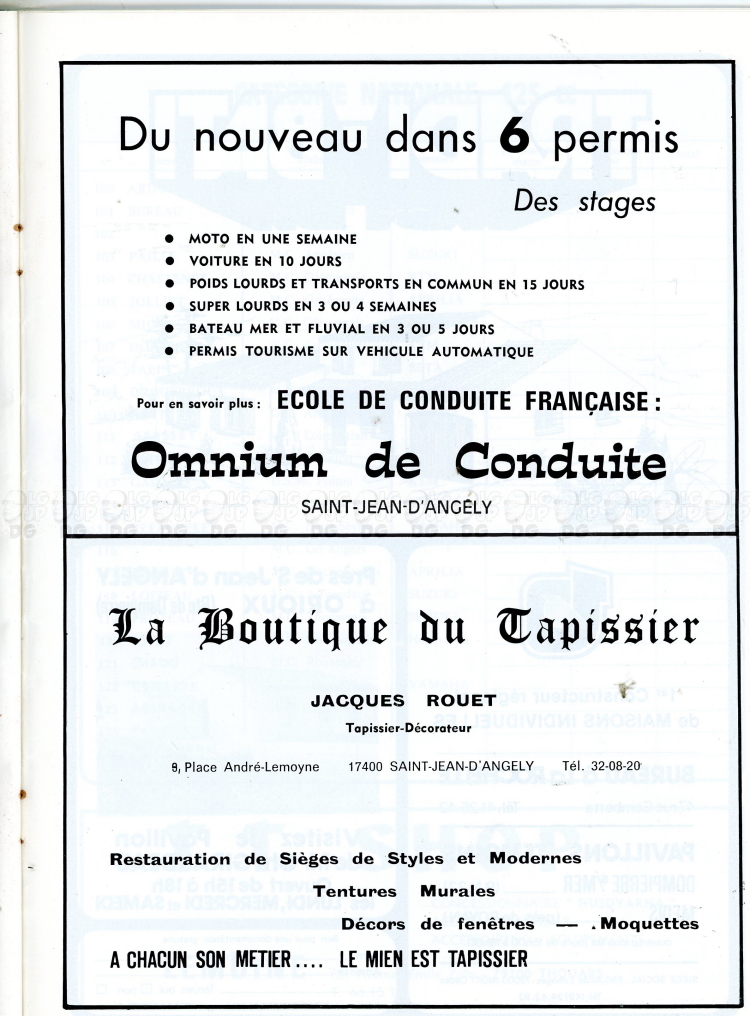 Du nouveau dans 6 permis
Des stages
● MOTO EN UNE SEMAINE
● VOITURE EN 10 JOURS
● POIDS LOURDS ET TRANSPORTS EN COMMUN EN 15 JOURS
● SUPER LOURDS EN 3 OU 4 SEMAINES
● BATEAU MER ET FLUVIAL EN 3 OU 5 JOURS
● PERMIS TOURISME SUR VEHICULE AUTOMATIQUE
Pour en savoir plus : ECOLE DE CONDUITE FRANÇAISE :
Omnium de Conduite
SAINT-JEAN-D'ANGELY
La Boutique du Tapissier
JACQUES ROUET
Tapissier-Décorateur
8, Place André-Lemoyne 17400 SAINT-JEAN-D'ANGELY Tél. 32-08-20
Restauration de Sièges de Styles et Modernes
Tentures Murales
Décors de fenêtres — . Moquettes
A CHACUN SON METIER.... LE MIEN EST TAPISSIER